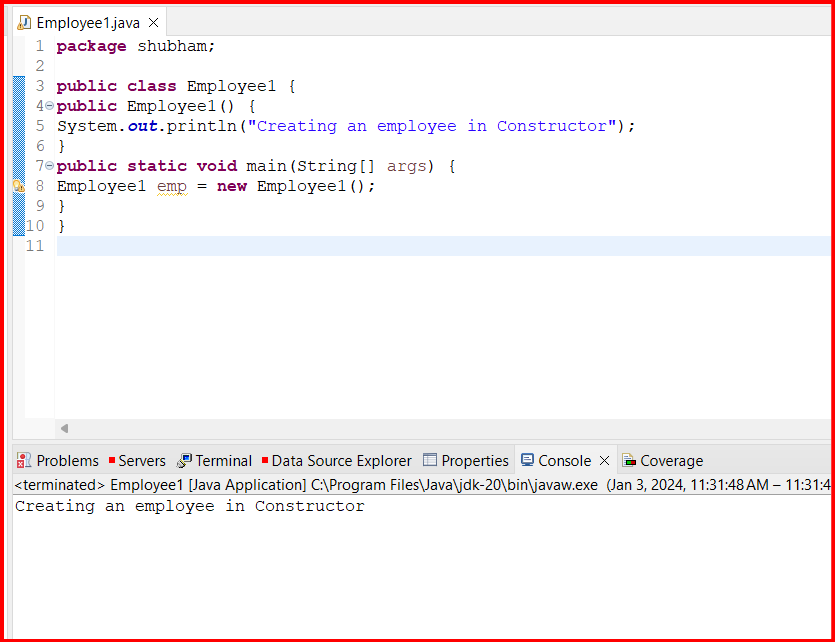 Employee1.java
1 package shubham;
2
3 public class Employee1 {
4 public Employee1() {
5 System.out.println("Creating an employee in Constructor");
6 }
7 public static void main(String[] args) {
8 Employee1 emp = new Employee1();
9 }
10 }
11
Problems Servers Terminal Data Source Explorer Properties Console Coverage
<terminated> Employee1 [Java Application] C:\Program Files\Java\jdk-20\bin\javaw.exe (Jan 3, 2024, 11:31:48 AM – 11:31:4
Creating an employee in Constructor